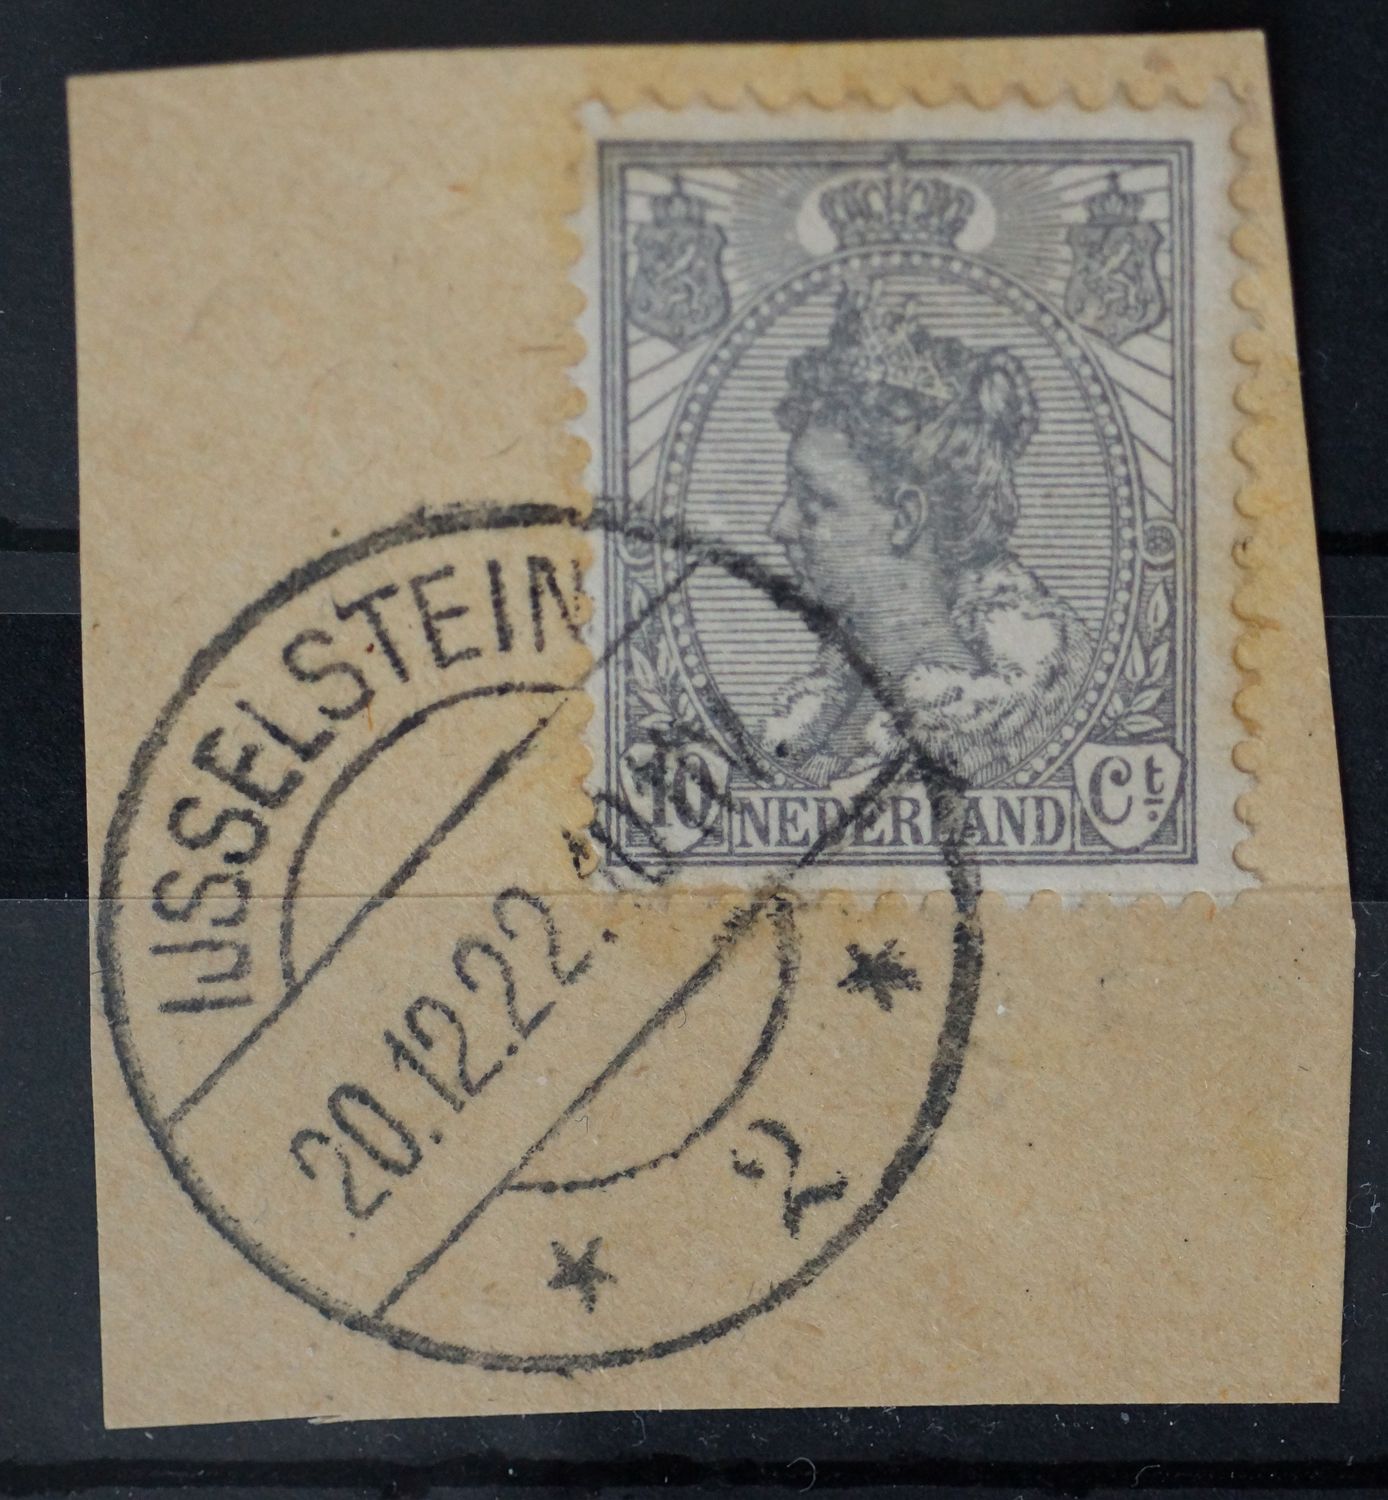 10 NEDERLAND Ct.
IJSSELSTEIN
20.12.22.
2